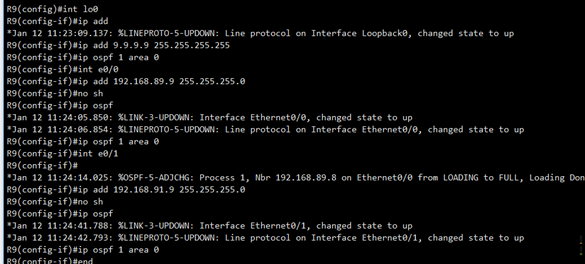 R9(config)#int lo0
R9(config-if)#ip add
*Jan 12 11:23:09.137: %LINEPROTO-5-UPDOWN: Line protocol on Interface Loopback0, changed state to up
R9(config-if)#ip add 9.9.9.9 255.255.255.255
R9(config-if)#ip ospf 1 area 0
R9(config-if)#int e0/0
R9(config-if)#ip add 192.168.89.9 255.255.255.0
R9(config-if)#no sh
R9(config-if)#ip ospf
*Jan 12 11:24:05.850: %LINK-3-UPDOWN: Interface Ethernet0/0, changed state to up
*Jan 12 11:24:06.854: %LINEPROTO-5-UPDOWN: Line protocol on Interface Ethernet0/0, changed state to up
R9(config-if)#ip ospf 1 area 0
R9(config-if)#int e0/1
R9(config-if)#
*Jan 12 11:24:14.025: %OSPF-5-ADJCHG: Process 1, Nbr 192.168.89.8 on Ethernet0/0 from LOADING to FULL, Loading Don
R9(config-if)#ip add 192.168.91.9 255.255.255.0
R9(config-if)#no sh
R9(config-if)#ip ospf
*Jan 12 11:24:41.788: %LINK-3-UPDOWN: Interface Ethernet0/1, changed state to up
*Jan 12 11:24:42.793: %LINEPROTO-5-UPDOWN: Line protocol on Interface Ethernet0/1, changed state to up
R9(config-if)#ip ospf 1 area 0
R9(config-if)#end